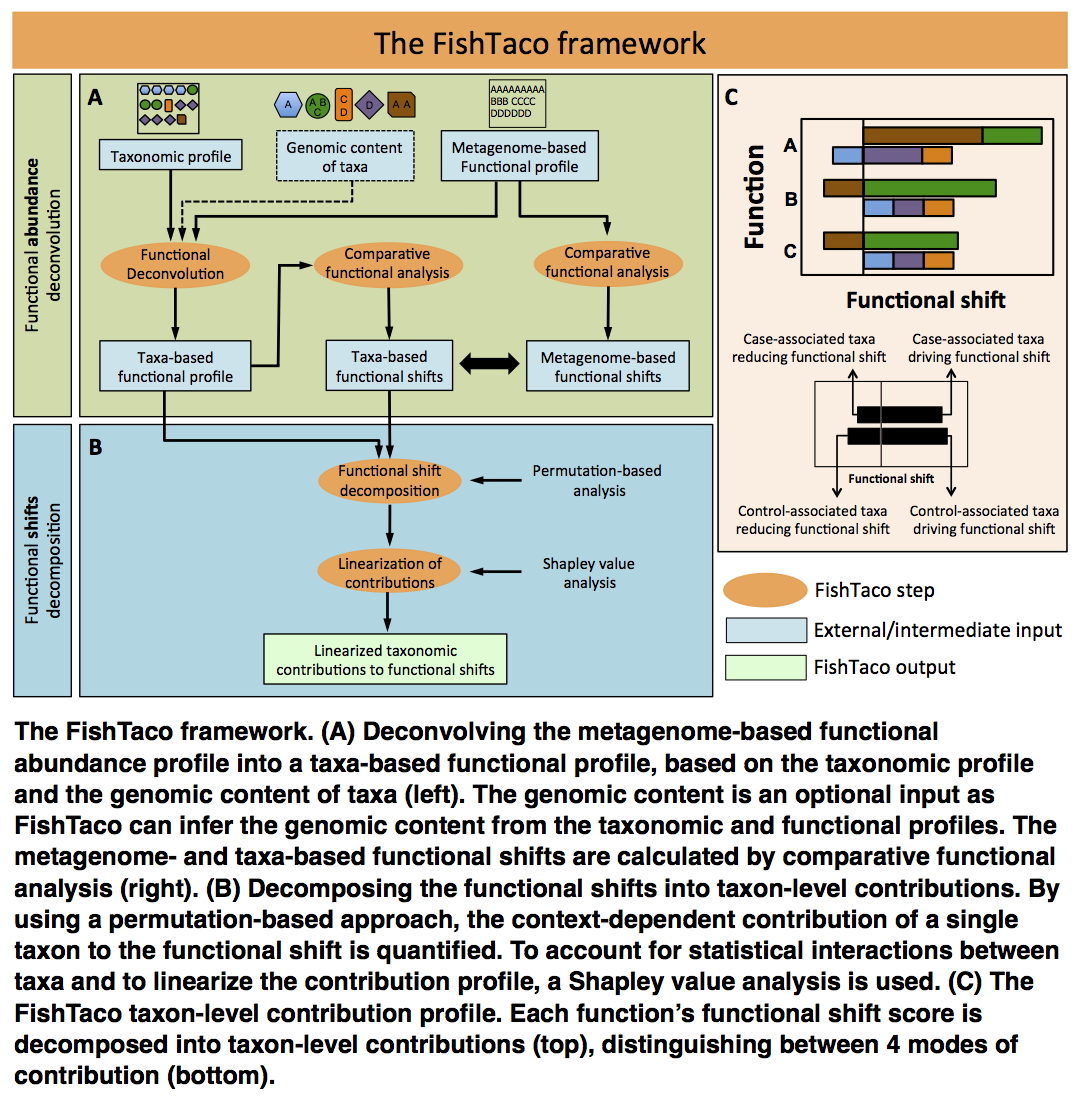 The FishTaco framework
Functional abundance
deconvolution
A
A
A B
C
C
D
D
A A
AAAAAAAAA
BBB CCCC
DDDDDD
Taxonomic profile
Genomic content
of taxa
Metagenome-based
Functional profile
Functional
Deconvolution
Comparative
functional analysis
Comparative
functional analysis
Taxa-based
functional profile
Taxa-based
functional shifts
Metagenome-based
functional shifts
Functional shifts
decomposition
B
Functional shift
decomposition
Permutation-based
analysis
Linearization of
contributions
Shapley value
analysis
Linearized taxonomic
contributions to functional shifts
C
Function
A
B
C
Functional shift
Case-associated taxa
reducing functional shift
Case-associated taxa
driving functional shift
Functional shift
Control-associated taxa
reducing functional shift
Control-associated taxa
driving functional shift
FishTaco step
External/intermediate input
FishTaco output
The FishTaco framework. (A) Deconvolving the metagenome-based functional
abundance profile into a taxa-based functional profile, based on the taxonomic profile
and the genomic content of taxa (left). The genomic content is an optional input as
FishTaco can infer the genomic content from the taxonomic and functional profiles. The
metagenome- and taxa-based functional shifts are calculated by comparative functional
analysis (right). (B) Decomposing the functional shifts into taxon-level contributions. By
using a permutation-based approach, the context-dependent contribution of a single
taxon to the functional shift is quantified. To account for statistical interactions between
taxa and to linearize the contribution profile, a Shapley value analysis is used. (C) The
FishTaco taxon-level contribution profile. Each function's functional shift score is
decomposed into taxon-level contributions (top), distinguishing between 4 modes of
contribution (bottom).